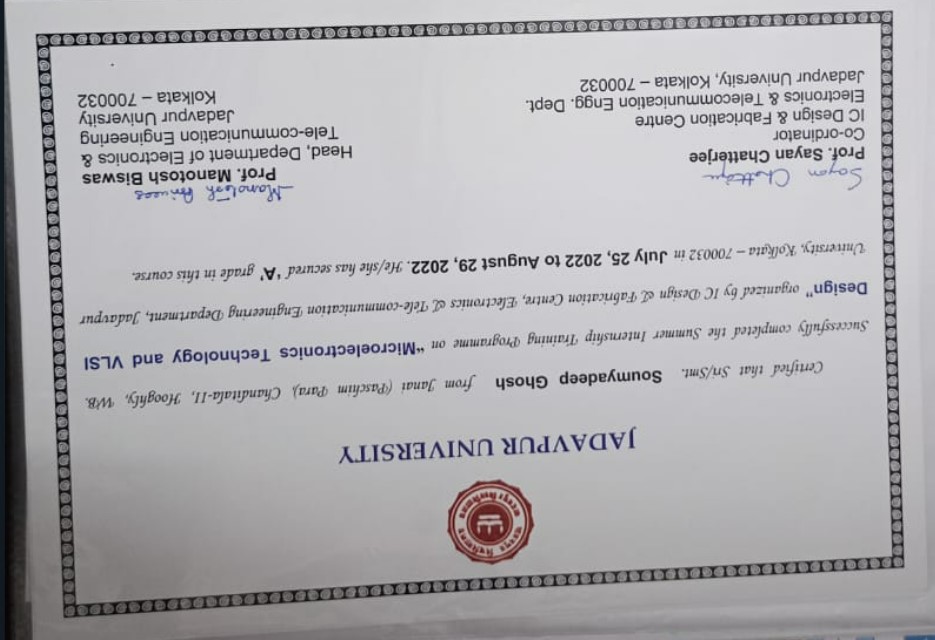 JADAVPUR UNIVERSITY
Certified that Sri/Smt. Soumyadeep Ghosh from Janai (Paschim Para), Chanditala-II, Hooghly, WB.
Successfully completed the Summer Internship Training Programme on “Microelectronics Technology and VLSI
Design” organized by IC Design & Fabrication Centre, Electronics & Tele-communication Engineering Department, Jadavpur
University, Kolkata – 700032 in July 25, 2022 to August 29, 2022. He/she has secured ‘A’ grade in this course.
Sayan Chatterjee
Prof. Sayan Chatterjee
Co-ordinator
IC Design & Fabrication Centre
Electronics & Telecommunication Engg. Dept.
Jadavpur University, Kolkata – 700032
Manotosh Biswas
Prof. Manotosh Biswas
Head, Department of Electronics &
Tele-communication Engineering
Jadavpur University
Kolkata – 700032